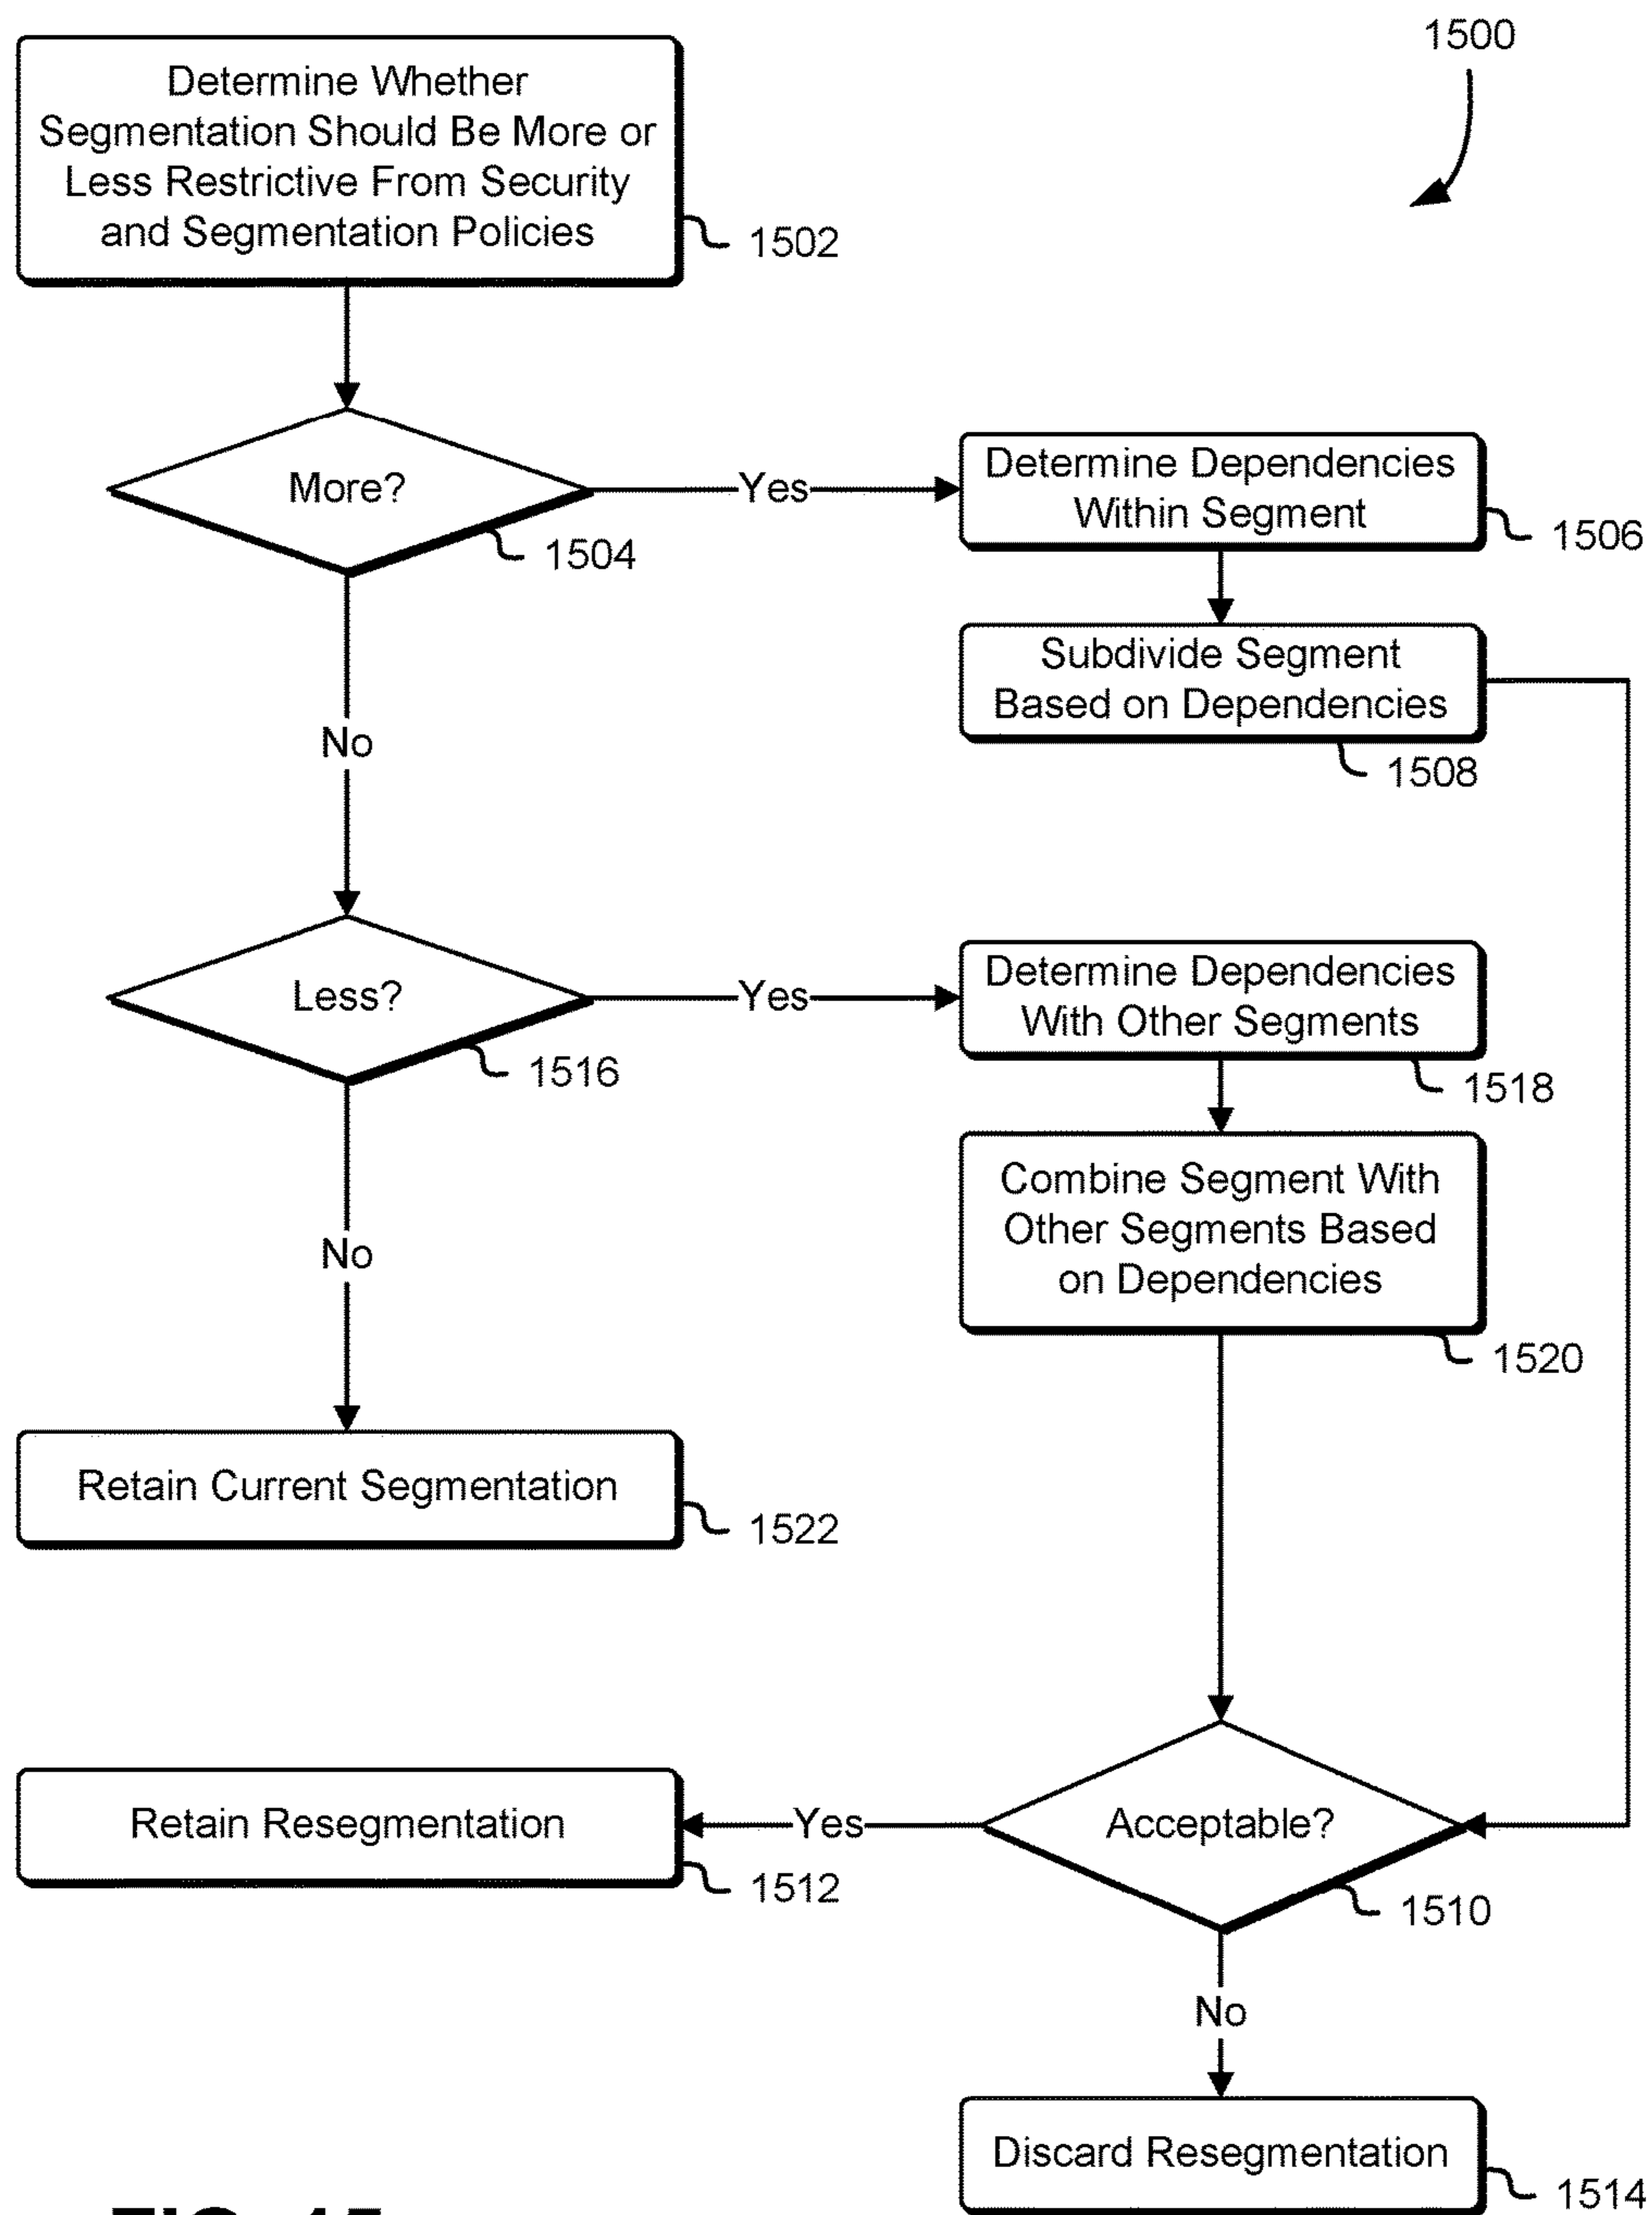 1500
Determine Whether
Segmentation Should Be More or
Less Restrictive From Security
and Segmentation Policies
1502
More?
1504
Yes
Determine Dependencies
Within Segment
1506
Subdivide Segment
Based on Dependencies
1508
No
Less?
1516
Yes
Determine Dependencies
With Other Segments
1518
Combine Segment With
Other Segments Based
on Dependencies
1520
No
Retain Current Segmentation
1522
Acceptable?
1510
Yes
Retain Resegmentation
1512
No
Discard Resegmentation
1514